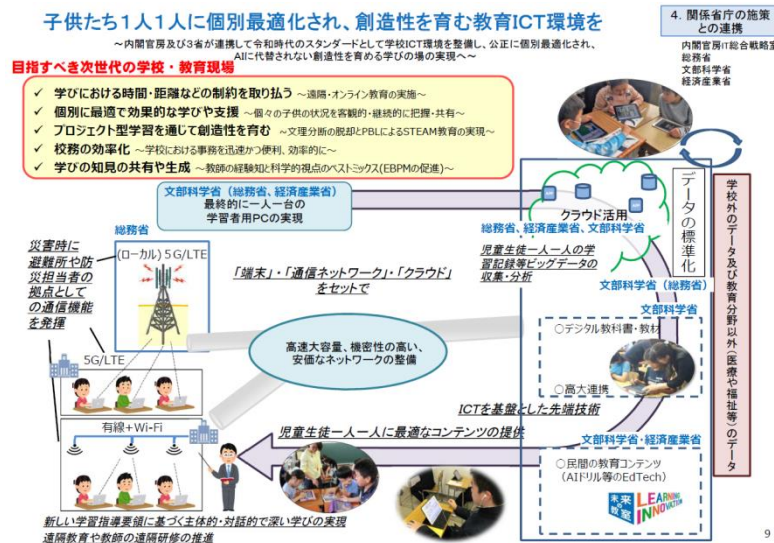 子供たち１人１人に個別最適化され、創造性を育む教育ICT環境を
～内閣官房及び3省が連携して令和時代のスタンダードとして学校ICT環境を整備し、公正に個別最適化され、
AIに代替されない創造性を育める学びの場の実現へ～
4. 関係省庁の施策
との連携
内閣官房IT総合戦略室
総務省
文部科学省
経済産業省
目指すべき次世代の学校・教育現場
✓ 学びにおける時間・距離などの制約を取り払う ～遠隔・オンライン教育の実施～
✓ 個別に最適で効果的な学びや支援 ～個々の子供の状況を客観的・継続的に把握・共有～
✓ プロジェクト型学習を通じて創造性を育む ～文理分断の脱却とPBLによるSTEAM教育の実現～
✓ 校務の効率化 ～学校における事務を迅速かつ便利、効率的に～
✓ 学びの知見の共有や生成 ～教師の経験知と科学的視点のベストミックス(EBPMの促進)～
文部科学省（総務省、経済産業省）
最終的に一人一台の
学習者用PCの実現
クラウド活用
総務省、経済産業省、文部科学省
児童生徒一人一人の学
習記録等ビッグデータの
収集・分析
データの標準化
文部科学省（総務省）
学校外のデータ及び教育分野以外（医療や福祉等）のデータ
総務省
(ローカル) 5G/LTE
災害時に
避難所や防
災担当者の
拠点として
の通信機能
を発揮
「端末」・「通信ネットワーク」・「クラウド」
をセットで
高速大容量、機密性の高い、
安価なネットワークの整備
文部科学省
○デジタル教科書・教材
○高大連携
5G/LTE
有線＋Wi-Fi
ICTを基盤とした先端技術
児童生徒一人一人に最適なコンテンツの提供
文部科学省・経済産業省
○民間の教育コンテンツ
（AIドリル等のEdTech）
未来の教室
LEARNING
INNOVATION
新しい学習指導要領に基づく主体的・対話的で深い学びの実現
遠隔教育や教師の遠隔研修の推進
9